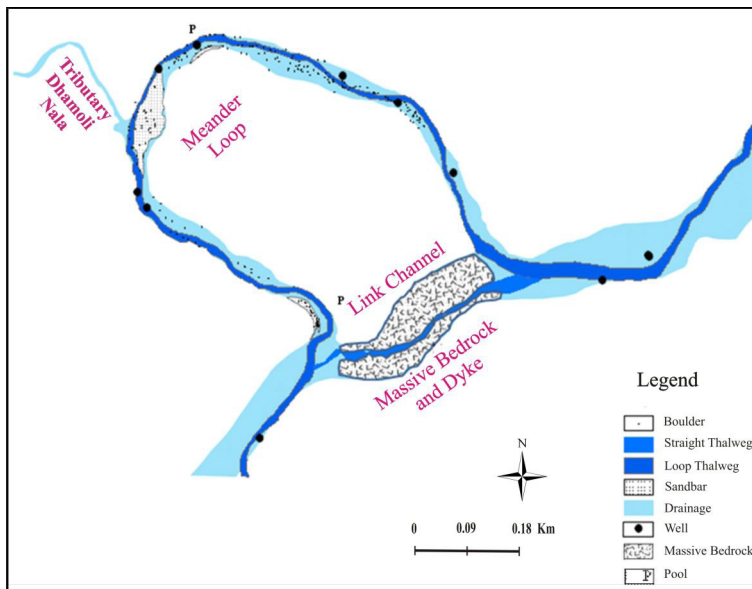 P
Tributary
Dhamoli
Nala
Meander
Loop
P
Link Channel
Massive Bedrock
and Dyke
N
0 0.09 0.18 Km
Legend
Boulder
Straight Thalweg
Loop Thalweg
Sandbar
Drainage
Well
Massive Bedrock
P Pool